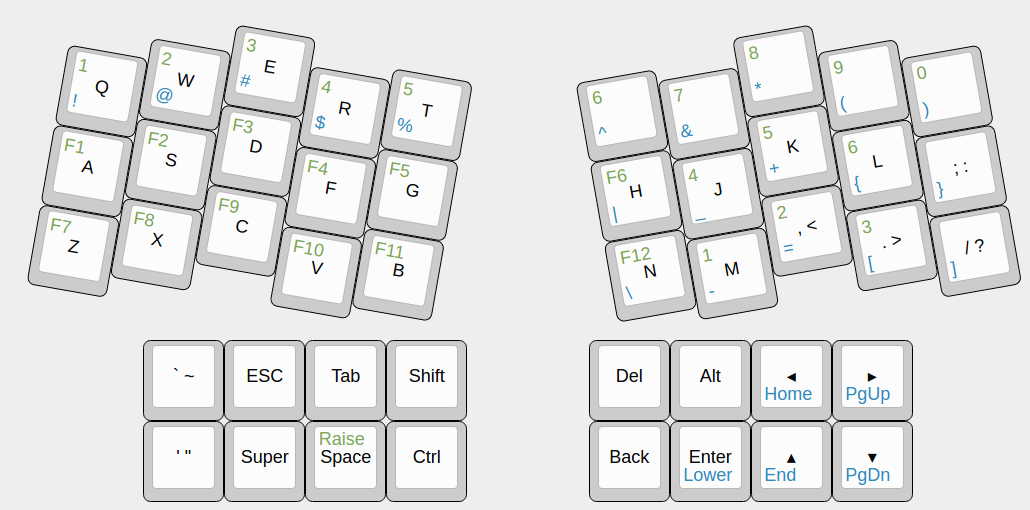 1 Q !
2 W @
3 E #
4 R $
5 T %
6 ^
7 &
8 *
9 (
0 )
F1 A
F2 S
F3 D
F4 F
F5 G
F6 H |
4 J _
5 K +
6 L {
; : }
F7 Z
F8 X
F9 C
F10 V
F11 B
F12 N \
1 M -
2 , < =
3 . > [
/ ? ]
` ~ ESC Tab Shift
Del Alt ◄ Home ► PgUp
' " Super Raise Space Ctrl
Back Enter Lower ▲ End ▼ PgDn